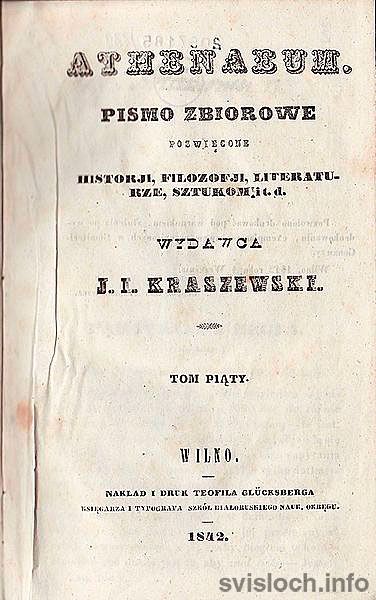 ATHENAEUM.
PISMO ZBIOROWE
POŚWIĘCONE
HISTORJI, FILOZOFJI, LITERATU-
RZE, SZTUKOM, i t. d.
WYDAWCA
J. I. KRASZEWSKI.
TOM PIĄTY.
WILNO.
NAKŁAD I DRUK TEOFILA GLÜCKSBERGA
KSIĘGARZA I TYPOGRAFA SZKÓŁ BIAŁORUSKIEGO NAUK. OKRĘGU.
1842.
svisloch.info